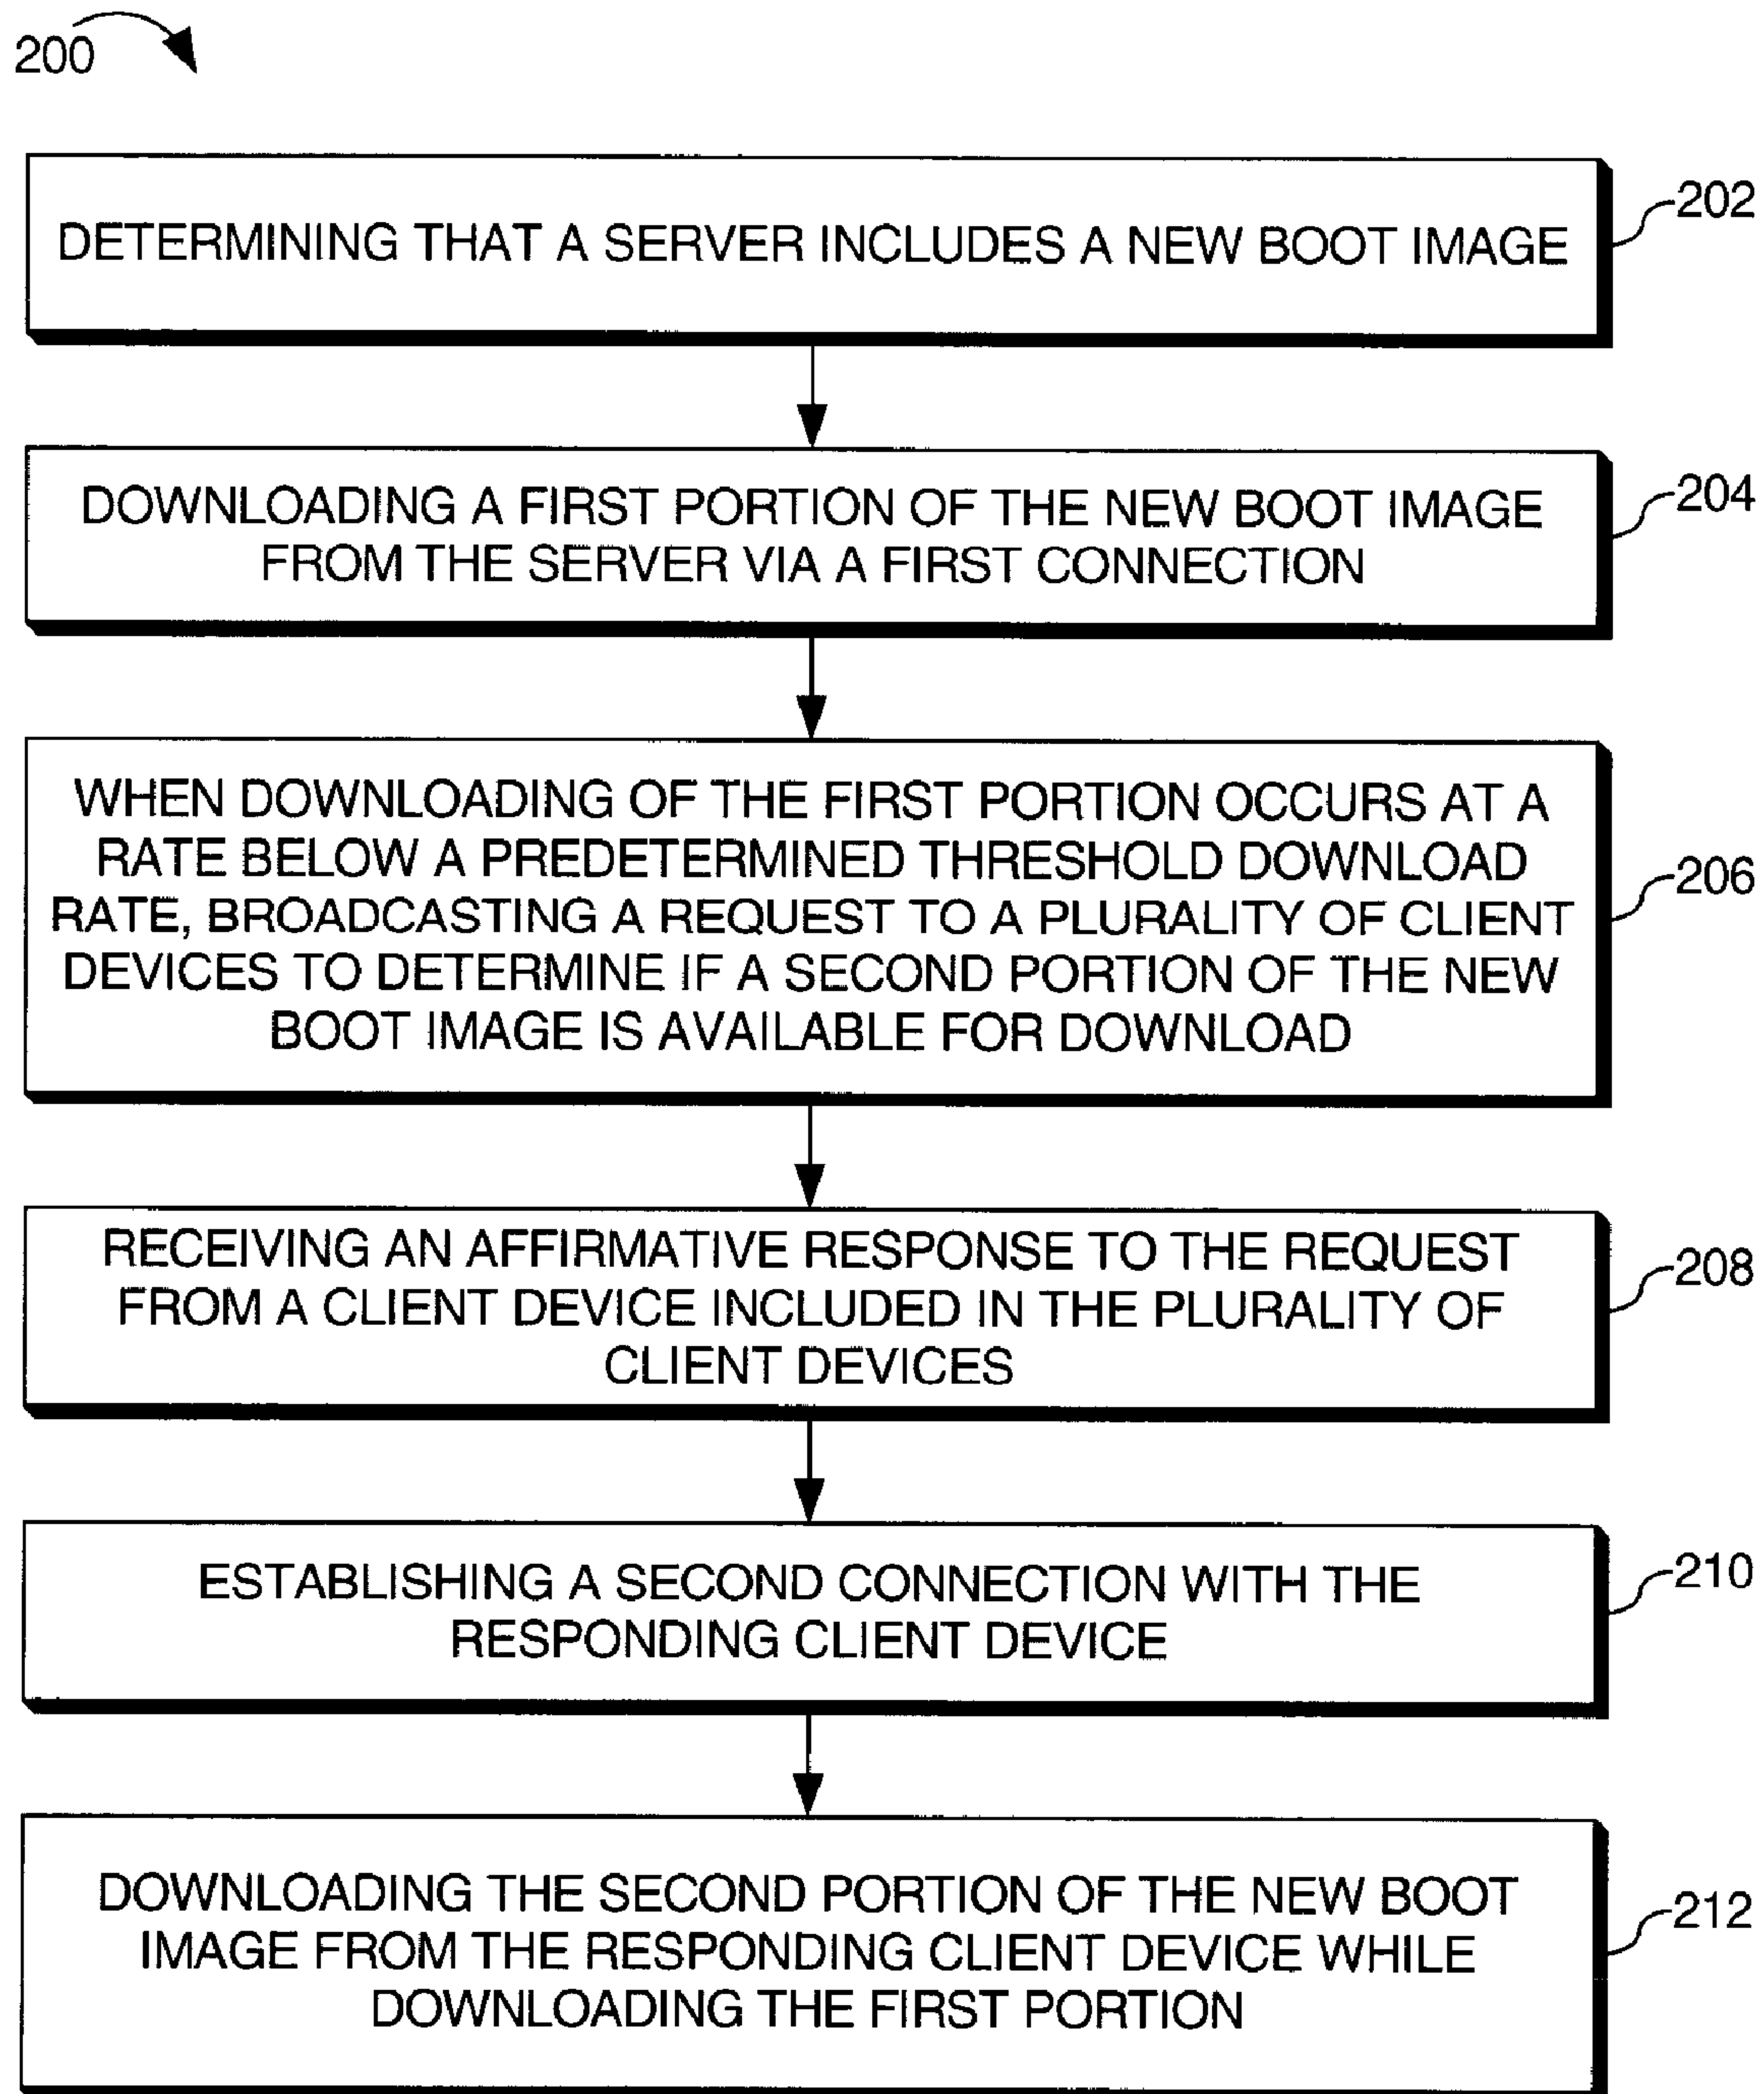 200
DETERMINING THAT A SERVER INCLUDES A NEW BOOT IMAGE
202
DOWNLOADING A FIRST PORTION OF THE NEW BOOT IMAGE
FROM THE SERVER VIA A FIRST CONNECTION
204
WHEN DOWNLOADING OF THE FIRST PORTION OCCURS AT A
RATE BELOW A PREDETERMINED THRESHOLD DOWNLOAD
RATE, BROADCASTING A REQUEST TO A PLURALITY OF CLIENT
DEVICES TO DETERMINE IF A SECOND PORTION OF THE NEW
BOOT IMAGE IS AVAILABLE FOR DOWNLOAD
206
RECEIVING AN AFFIRMATIVE RESPONSE TO THE REQUEST
FROM A CLIENT DEVICE INCLUDED IN THE PLURALITY OF
CLIENT DEVICES
208
ESTABLISHING A SECOND CONNECTION WITH THE
RESPONDING CLIENT DEVICE
210
DOWNLOADING THE SECOND PORTION OF THE NEW BOOT
IMAGE FROM THE RESPONDING CLIENT DEVICE WHILE
DOWNLOADING THE FIRST PORTION
212